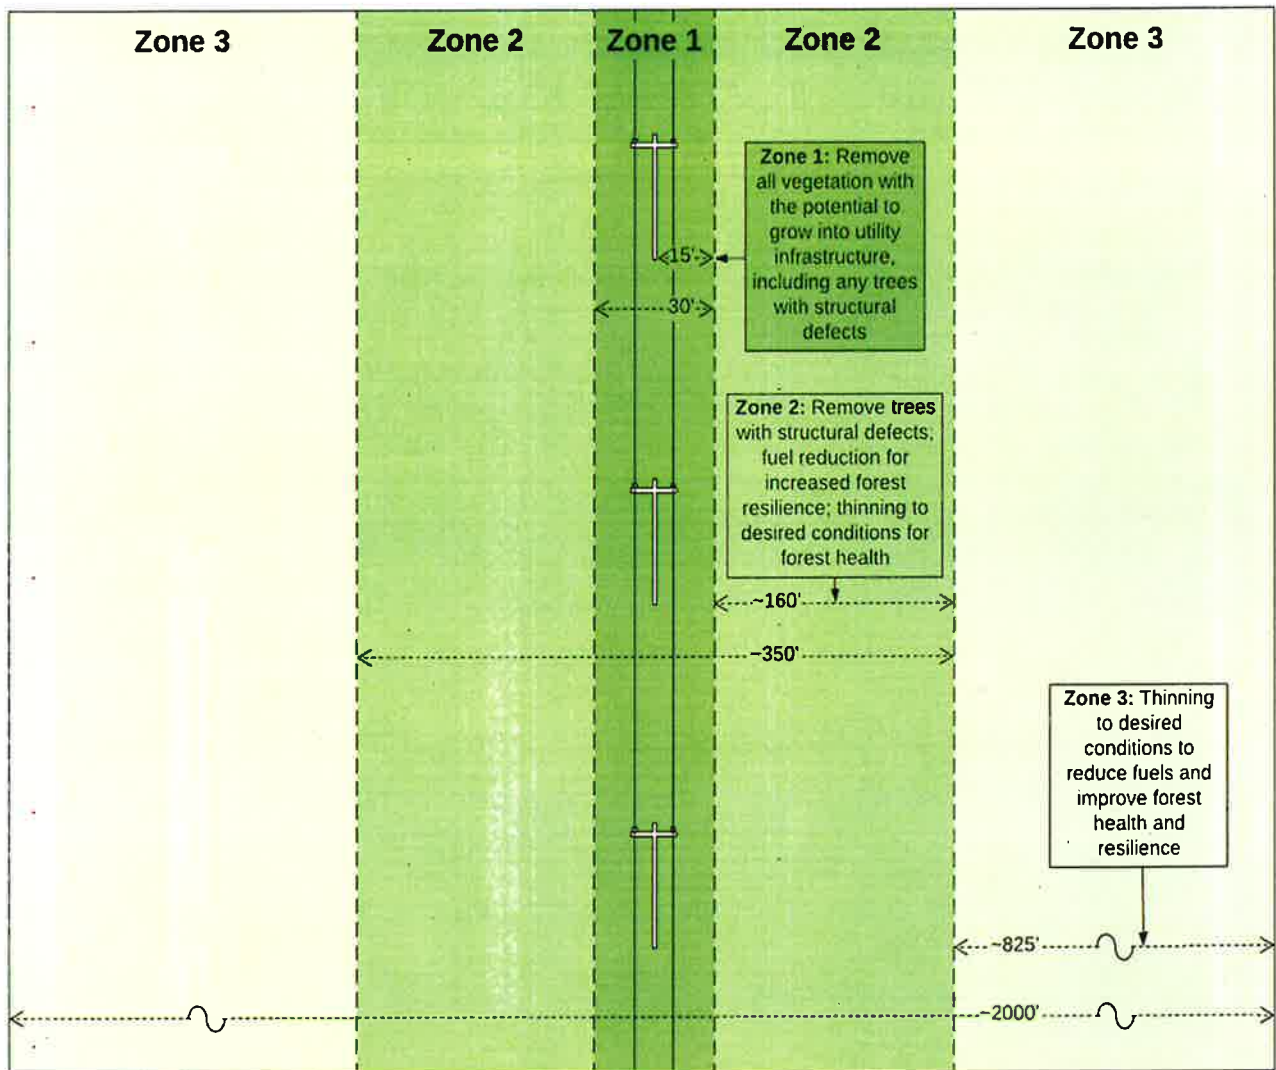 Zone 3
Zone 2
Zone 1
Zone 2
Zone 3
Zone 1: Remove
all vegetation with
the potential to
grow into utility
infrastructure,
including any trees
with structural
defects
15'
30'
Zone 2: Remove trees
with structural defects;
fuel reduction for
increased forest
resilience; thinning to
desired conditions for
forest health
~160'
~350'
Zone 3: Thinning
to desired
conditions to
reduce fuels and
improve forest
health and
resilience
~825'
~2000'